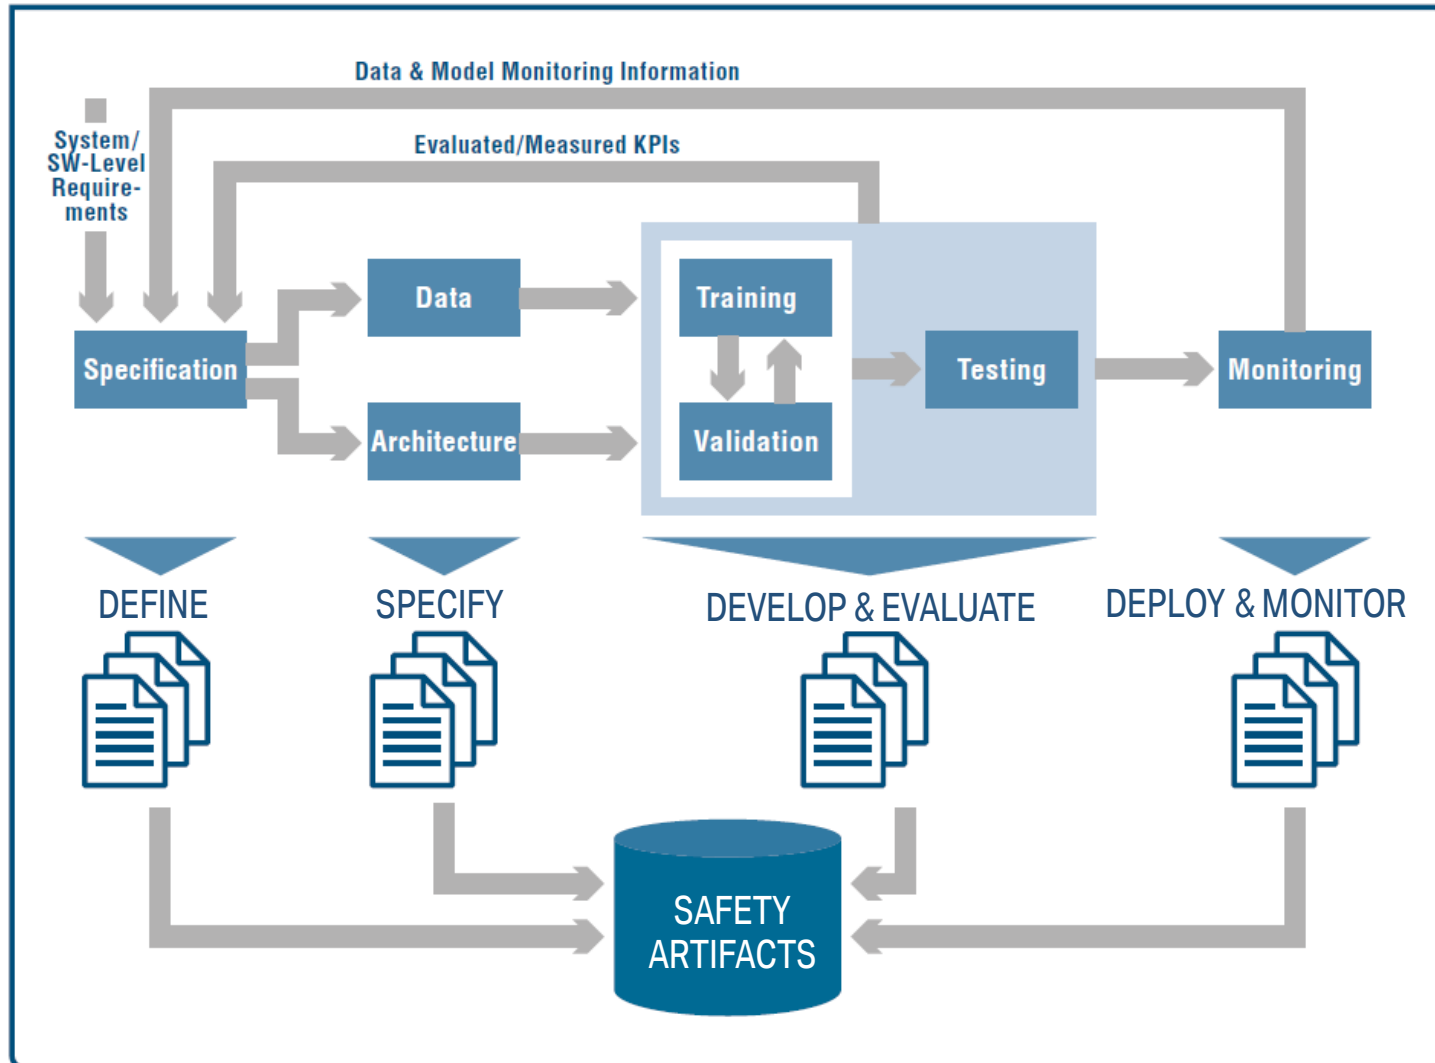 Data & Model Monitoring Information
System/
SW-Level
Require-
ments
Evaluated/Measured KPIs
Data
Training
Specification
Testing
Monitoring
Architecture
Validation
DEFINE
SPECIFY
DEVELOP & EVALUATE
DEPLOY & MONITOR
SAFETY
ARTIFACTS